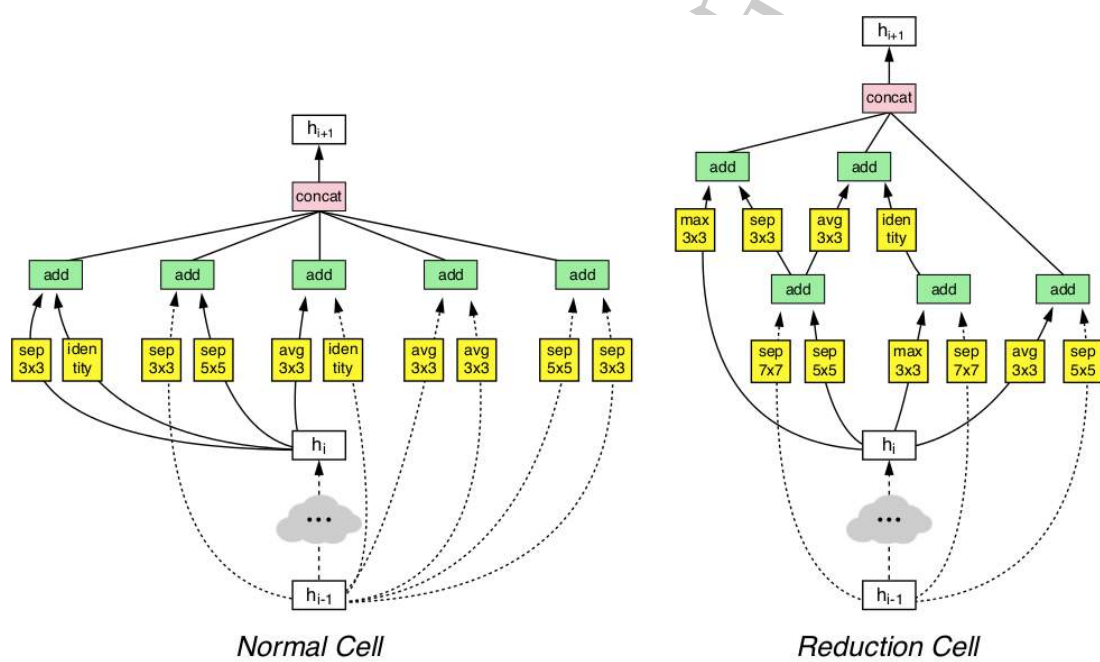 h_{i+1}
concat
add
add
add
add
add
sep
3x3
iden
tity
sep
3x3
sep
5x5
avg
3x3
iden
tity
avg
3x3
avg
3x3
sep
5x5
sep
3x3
h_i
...
h_{i-1}
Normal Cell
h_{i+1}
concat
add
add
max
3x3
sep
3x3
avg
3x3
iden
tity
add
add
add
sep
7x7
sep
5x5
max
3x3
sep
7x7
avg
3x3
sep
5x5
h_i
...
h_{i-1}
Reduction Cell